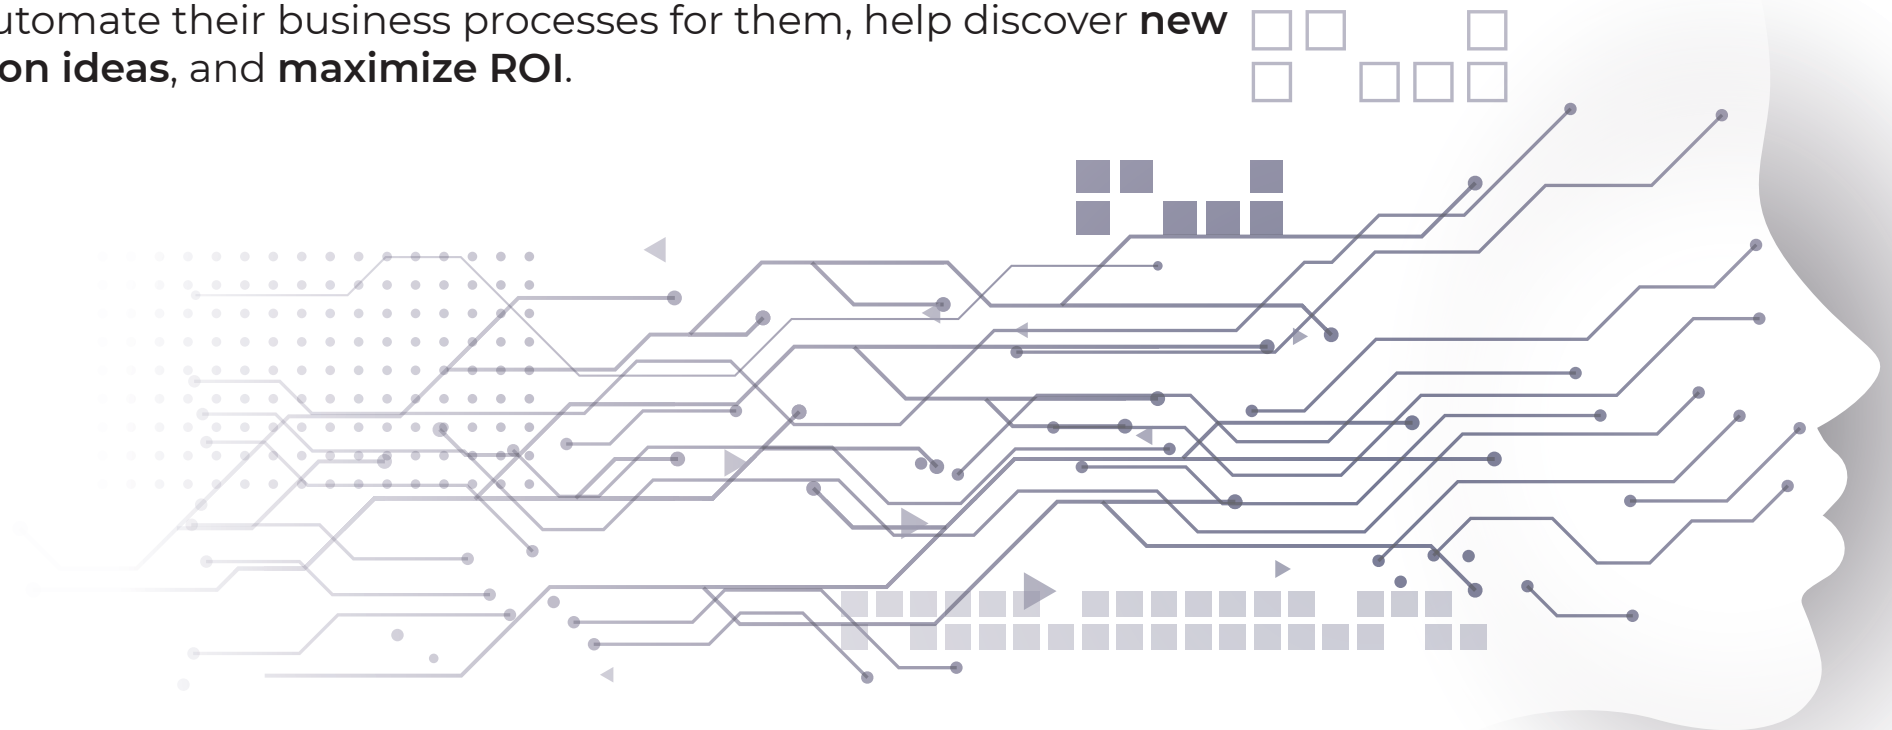 utomate their business processes for them, help discover new
on ideas, and maximize ROI.